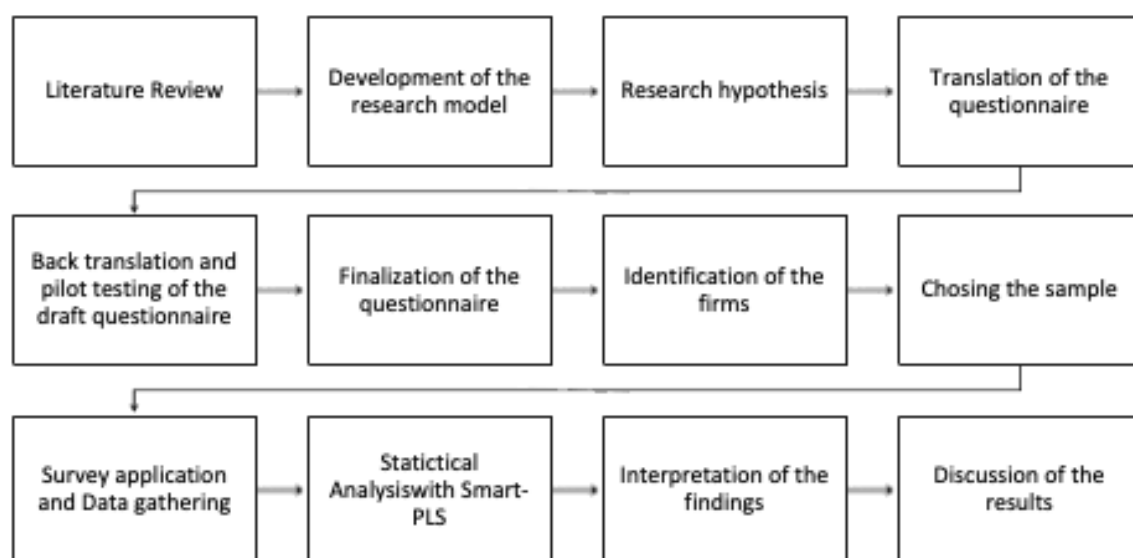 Literature Review
Development of the
research model
Research hypothesis
Translation of the
questionnaire
Back translation and
pilot testing of the
draft questionnaire
Finalization of the
questionnaire
Identification of the
firms
Chosing the sample
Survey application
and Data gathering
Statictical
Analysiswith Smart-
PLS
Interpretation of the
findings
Discussion of the
results